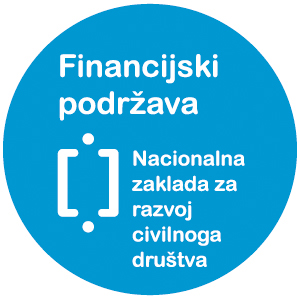 Financijski
podržava
Nacionalna
zaklada za
razvoj
civilnoga
društva